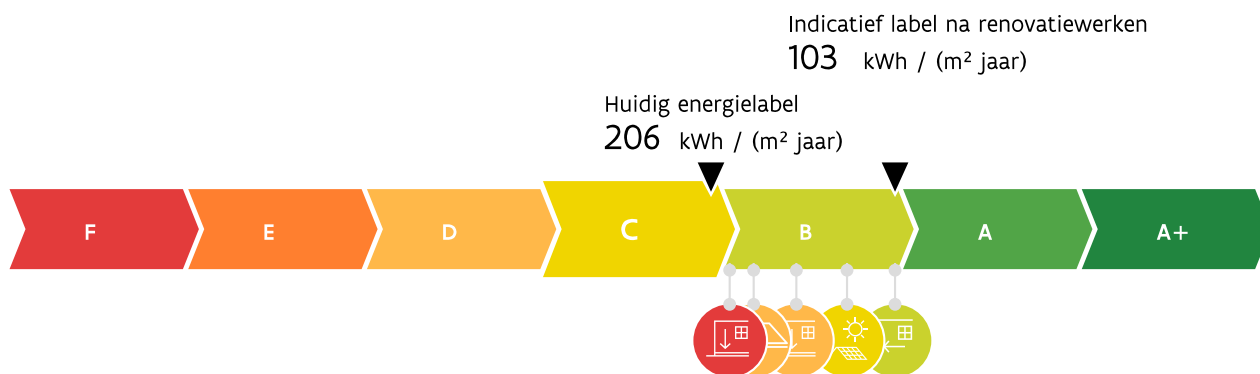 Indicatief label na renovatiewerken
103 kWh / (m² jaar)
Huidig energielabel
206 kWh / (m² jaar)
F E D C B A A+